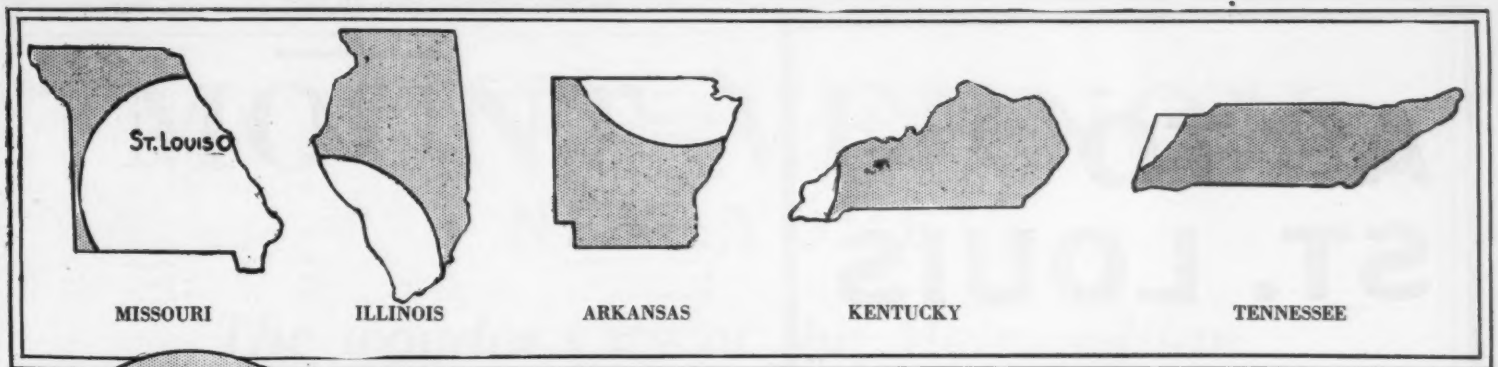 ST. LOUIS
MISSOURI
ILLINOIS
ARKANSAS
KENTUCKY
TENNESSEE